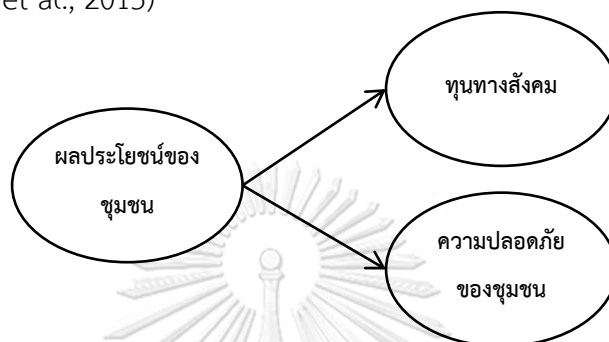 et al., 2015)
ทุนทางสังคม
ผลประโยชน์ของ
ชุมชน
ความปลอดภัย
ของชุมชน